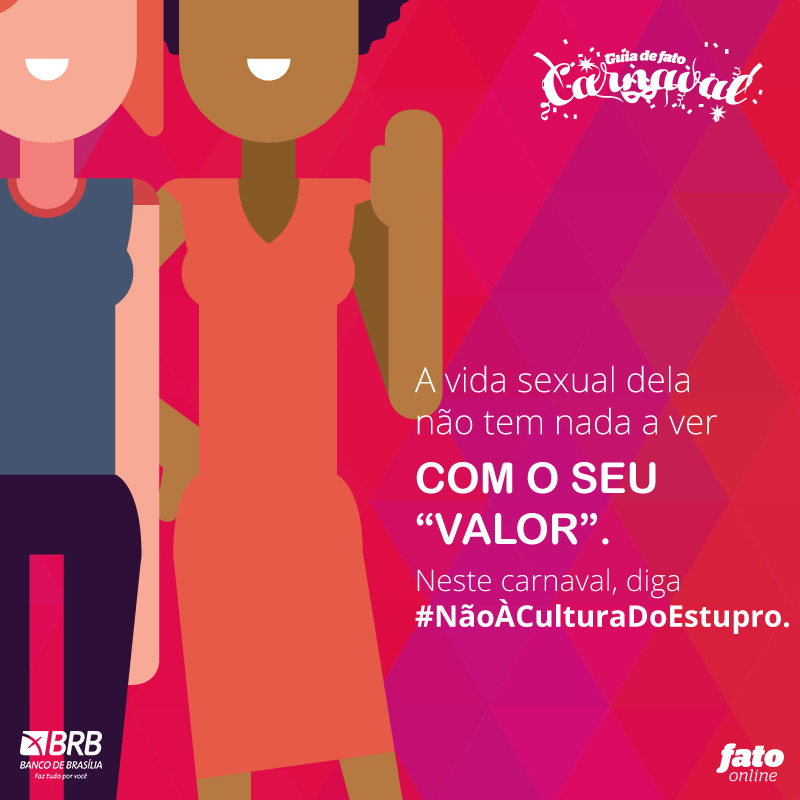 Guia de fato
Carnaval
A vida sexual dela
não tem nada a ver
COM O SEU
“VALOR”.
Neste carnaval, diga
#NãoÀCulturaDoEstupro.
BRB
BANCO DE BRASÍLIA
Faz tudo por você
fato
online